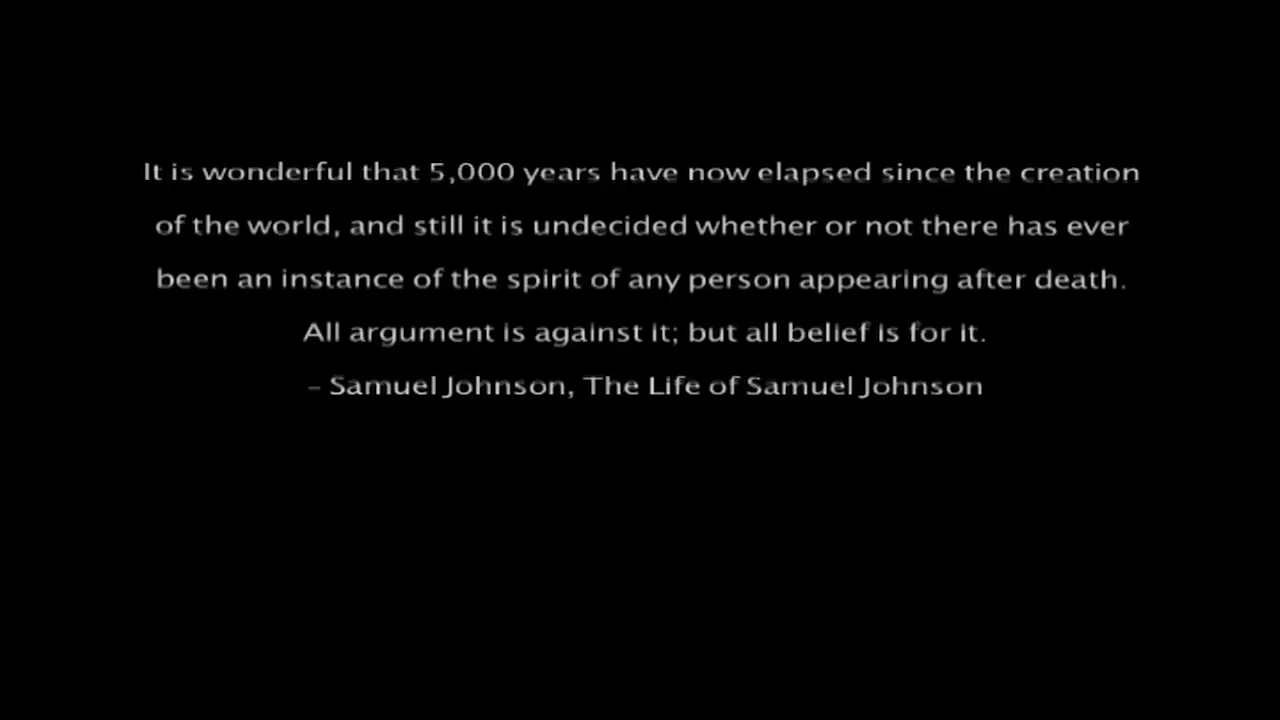 It is wonderful that 5,000 years have now elapsed since the creation
of the world, and still it is undecided whether or not there has ever
been an instance of the spirit of any person appearing after death.
All argument is against it; but all belief is for it.
– Samuel Johnson, The Life of Samuel Johnson